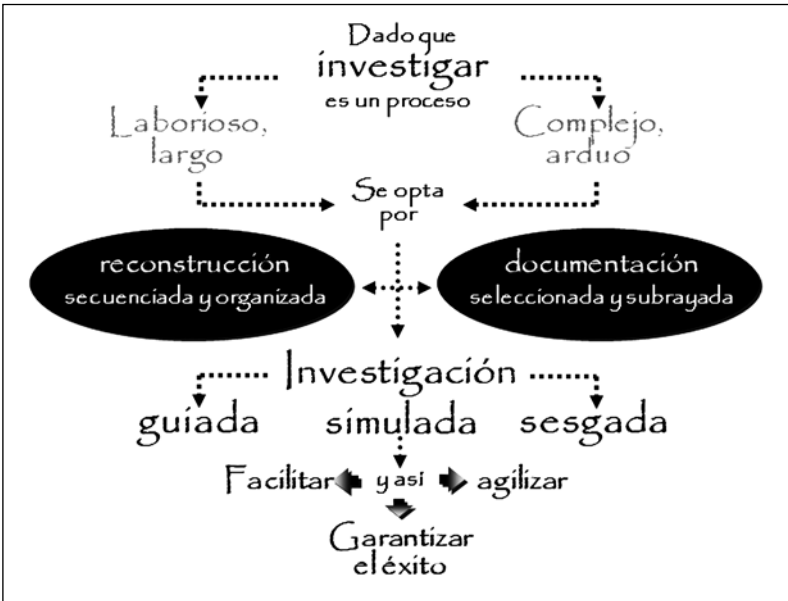 Dado que
investigar
es un proceso
Laborioso,
largo
Complejo,
arduo
Se opta
por
reconstrucción
secuenciada y organizada
documentación
seleccionada y subrayada
Investigación
guiada
simulada
sesgada
Facilitar
y así
agilizar
Garantizar
el éxito